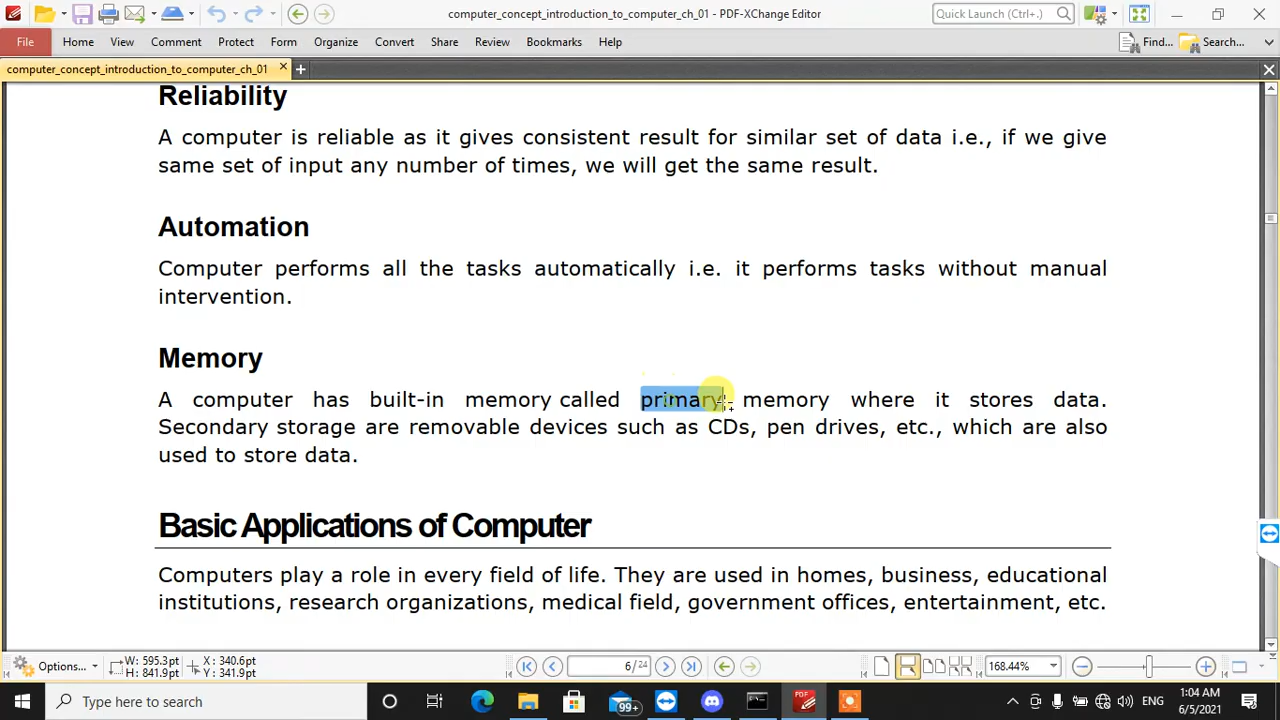 computer_concept_introduction_to_computer_ch_01 - PDF-XChange Editor
Quick Launch (Ctrl+.)
File Home View Comment Protect Form Organize Convert Share Review Bookmarks Help Find... Search...
computer_concept_introduction_to_computer_ch_01
Reliability
A computer is reliable as it gives consistent result for similar set of data i.e., if we give
same set of input any number of times, we will get the same result.
Automation
Computer performs all the tasks automatically i.e. it performs tasks without manual
intervention.
Memory
A computer has built-in memory called primary memory where it stores data.
Secondary storage are removable devices such as CDs, pen drives, etc., which are also
used to store data.
Basic Applications of Computer
Computers play a role in every field of life. They are used in homes, business, educational
institutions, research organizations, medical field, government offices, entertainment, etc.
Options... W: 595.3pt X: 340.6pt 6/24 168.44%
H: 841.9pt Y: 341.9pt
Type here to search 99+ PDF ENG 1:04 AM
6/5/2021